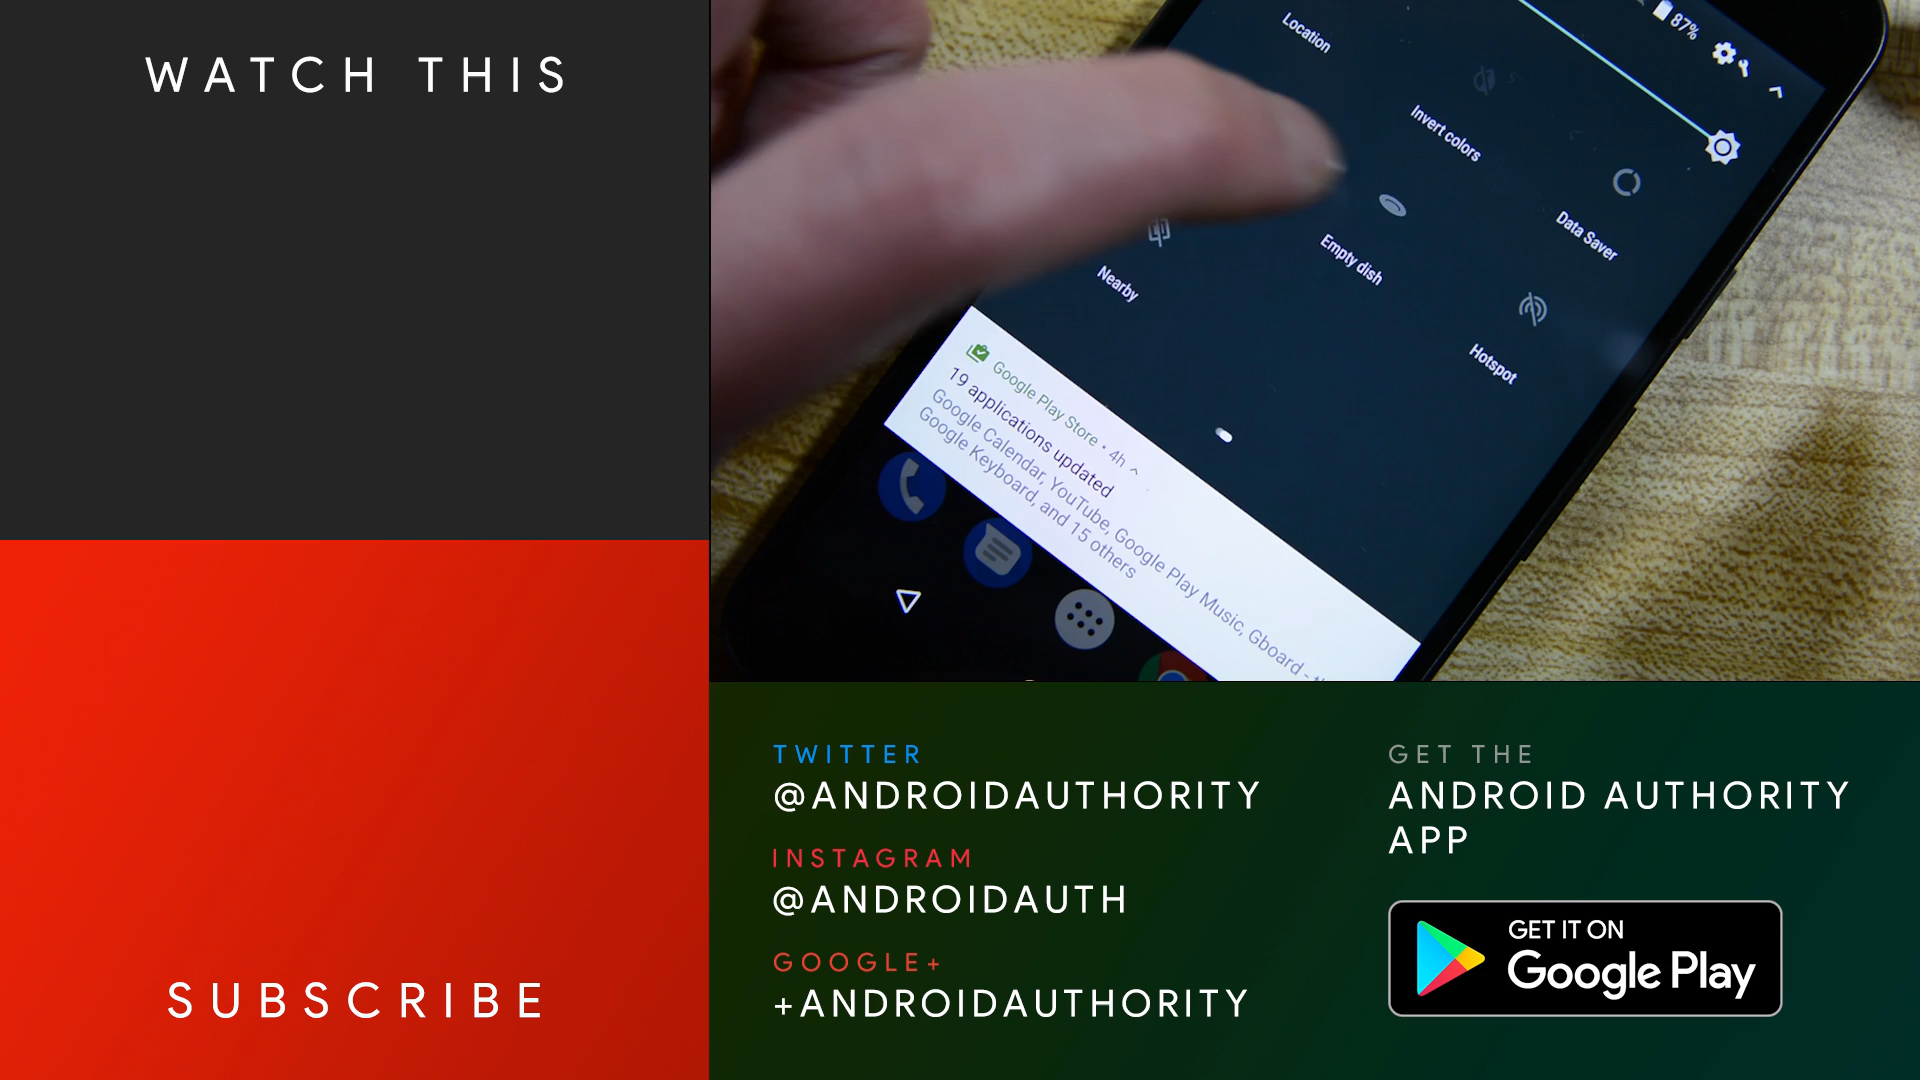 WATCH THIS
SUBSCRIBE
87%
Location
Invert colors
Data Saver
Nearby
Empty dish
Hotspot
Google Play Store • 4h
19 applications updated
Google Calendar, YouTube, Google Play Music, Gboard - the
Google Keyboard, and 15 others
TWITTER
@ANDROIDAUTHORITY
INSTAGRAM
@ANDROIDAUTH
GOOGLE+
+ANDROIDAUTHORITY
GET THE
ANDROID AUTHORITY
APP
GET IT ON
Google Play